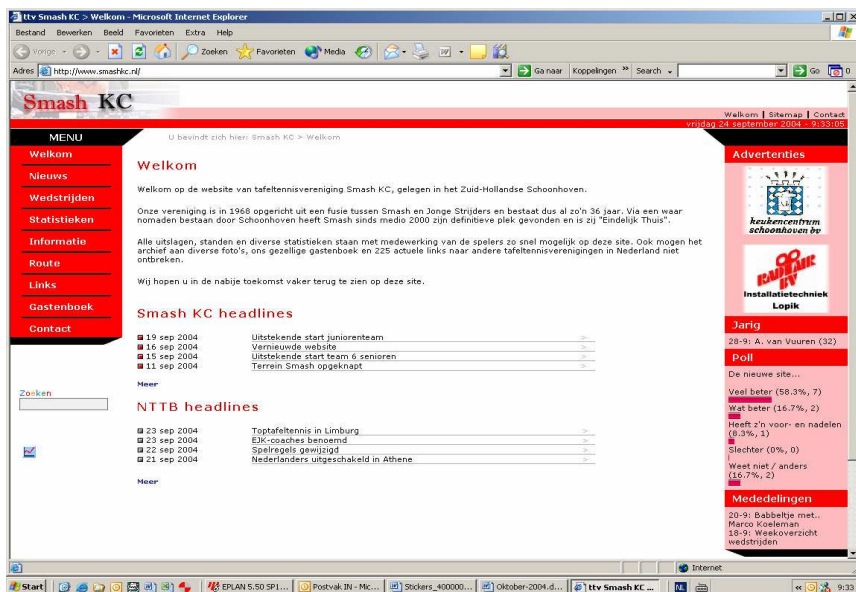 ttv Smash KC > Welkom - Microsoft Internet Explorer
Bestand Bewerken Beeld Favorieten Extra Help
Vorige Zoeken Favorieten Media
Adres http://www.smashkc.nl/ Ga naar Koppelingen » Search Go 0
Smash KC
Welkom | Sitemap | Contact
vrijdag 24 september 2004 - 9:33:05
MENU
U bevindt zich hier: Smash KC > Welkom
Welkom
Nieuws
Wedstrijden
Statistieken
Informatie
Route
Links
Gastenboek
Contact
Zoeken
Welkom
Welkom op de website van tafeltennisvereniging Smash KC, gelegen in het Zuid-Hollandse Schoonhoven.
Onze vereniging is in 1968 opgericht uit een fusie tussen Smash en Jonge Strijders en bestaat dus al zo'n 36 jaar. Via een waar
nomaden bestaan door Schoonhoven heeft Smash sinds medio 2000 zijn definitieve plek gevonden en is zij "Eindelijk Thuis".
Alle uitslagen, standen en diverse statistieken staan met medewerking van de spelers zo snel mogelijk op deze site. Ook mogen het
archief aan diverse foto's, ons gezellige gastenboek en 225 actuele links naar andere tafeltennisverenigingen in Nederland niet
ontbreken.
Wij hopen u in de nabije toekomst vaker terug te zien op deze site.
Smash KC headlines
19 sep 2004 Uitstekende start juniorenteam >
16 sep 2004 Vernieuwde website >
15 sep 2004 Uitstekende start team 6 senioren >
11 sep 2004 Terrein Smash opgeknapt >
Meer
NTTB headlines
23 sep 2004 Toptafeltennis in Limburg >
23 sep 2004 EJK-coaches benoemd >
22 sep 2004 Spelregels gewijzigd >
21 sep 2004 Nederlanders uitgeschakeld in Athene >
Meer
Advertenties
keukencentrum
schoonhoven bv
RADIAIR
BV
Installatietechniek
Lopik
Jarig
28-9: A. van Vuuren (32)
Poll
De nieuwe site...
Veel beter (58.3%, 7)
Wat beter (16.7%, 2)
Heeft z'n voor- en nadelen
(8.3%, 1)
Slechter (0%, 0)
Weet niet / anders
(16.7%, 2)
Mededelingen
20-9: Babbeltje met..
Marco Koeleman
18-9: Weekoverzicht
wedstrijden
Internet
Start EPLAN 5.50 SP1... Postvak IN - Mic... Stickers_400000... Oktober-2004.d... ttv Smash KC ... NL « 9:33